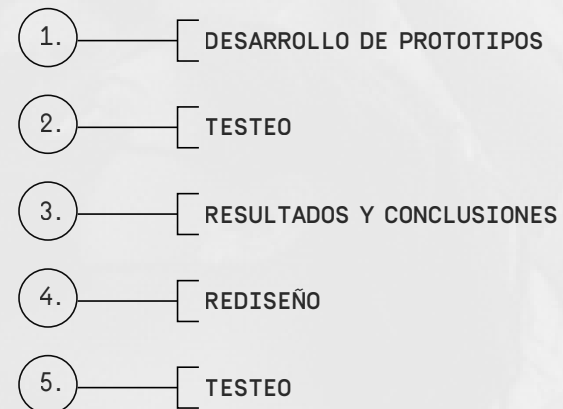 1. DESARROLLO DE PROTOTIPOS
2. TESTEO
3. RESULTADOS Y CONCLUSIONES
4. REDISEÑO
5. TESTEO